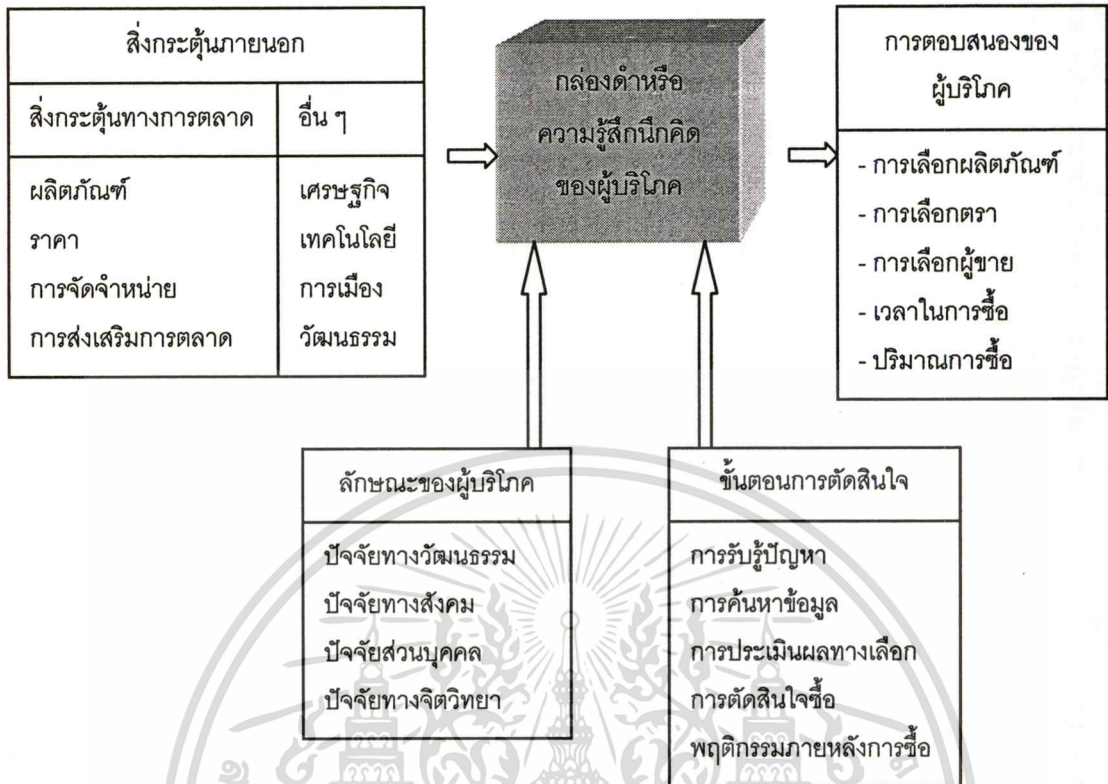 สิ่งกระตุ้นภายนอก
สิ่งกระตุ้นทางการตลาด
อื่น ๆ
ผลิตภัณฑ์
ราคา
การจัดจำหน่าย
การส่งเสริมการตลาด
เศรษฐกิจ
เทคโนโลยี
การเมือง
วัฒนธรรม
กล่องดำหรือ
ความรู้สึกนึกคิด
ของผู้บริโภค
การตอบสนองของ
ผู้บริโภค
- การเลือกผลิตภัณฑ์
- การเลือกตรา
- การเลือกผู้ขาย
- เวลาในการซื้อ
- ปริมาณการซื้อ
ลักษณะของผู้บริโภค
ปัจจัยทางวัฒนธรรม
ปัจจัยทางสังคม
ปัจจัยส่วนบุคคล
ปัจจัยทางจิตวิทยา
ขั้นตอนการตัดสินใจ
การรับรู้ปัญหา
การค้นหาข้อมูล
การประเมินผลทางเลือก
การตัดสินใจซื้อ
พฤติกรรมภายหลังการซื้อ